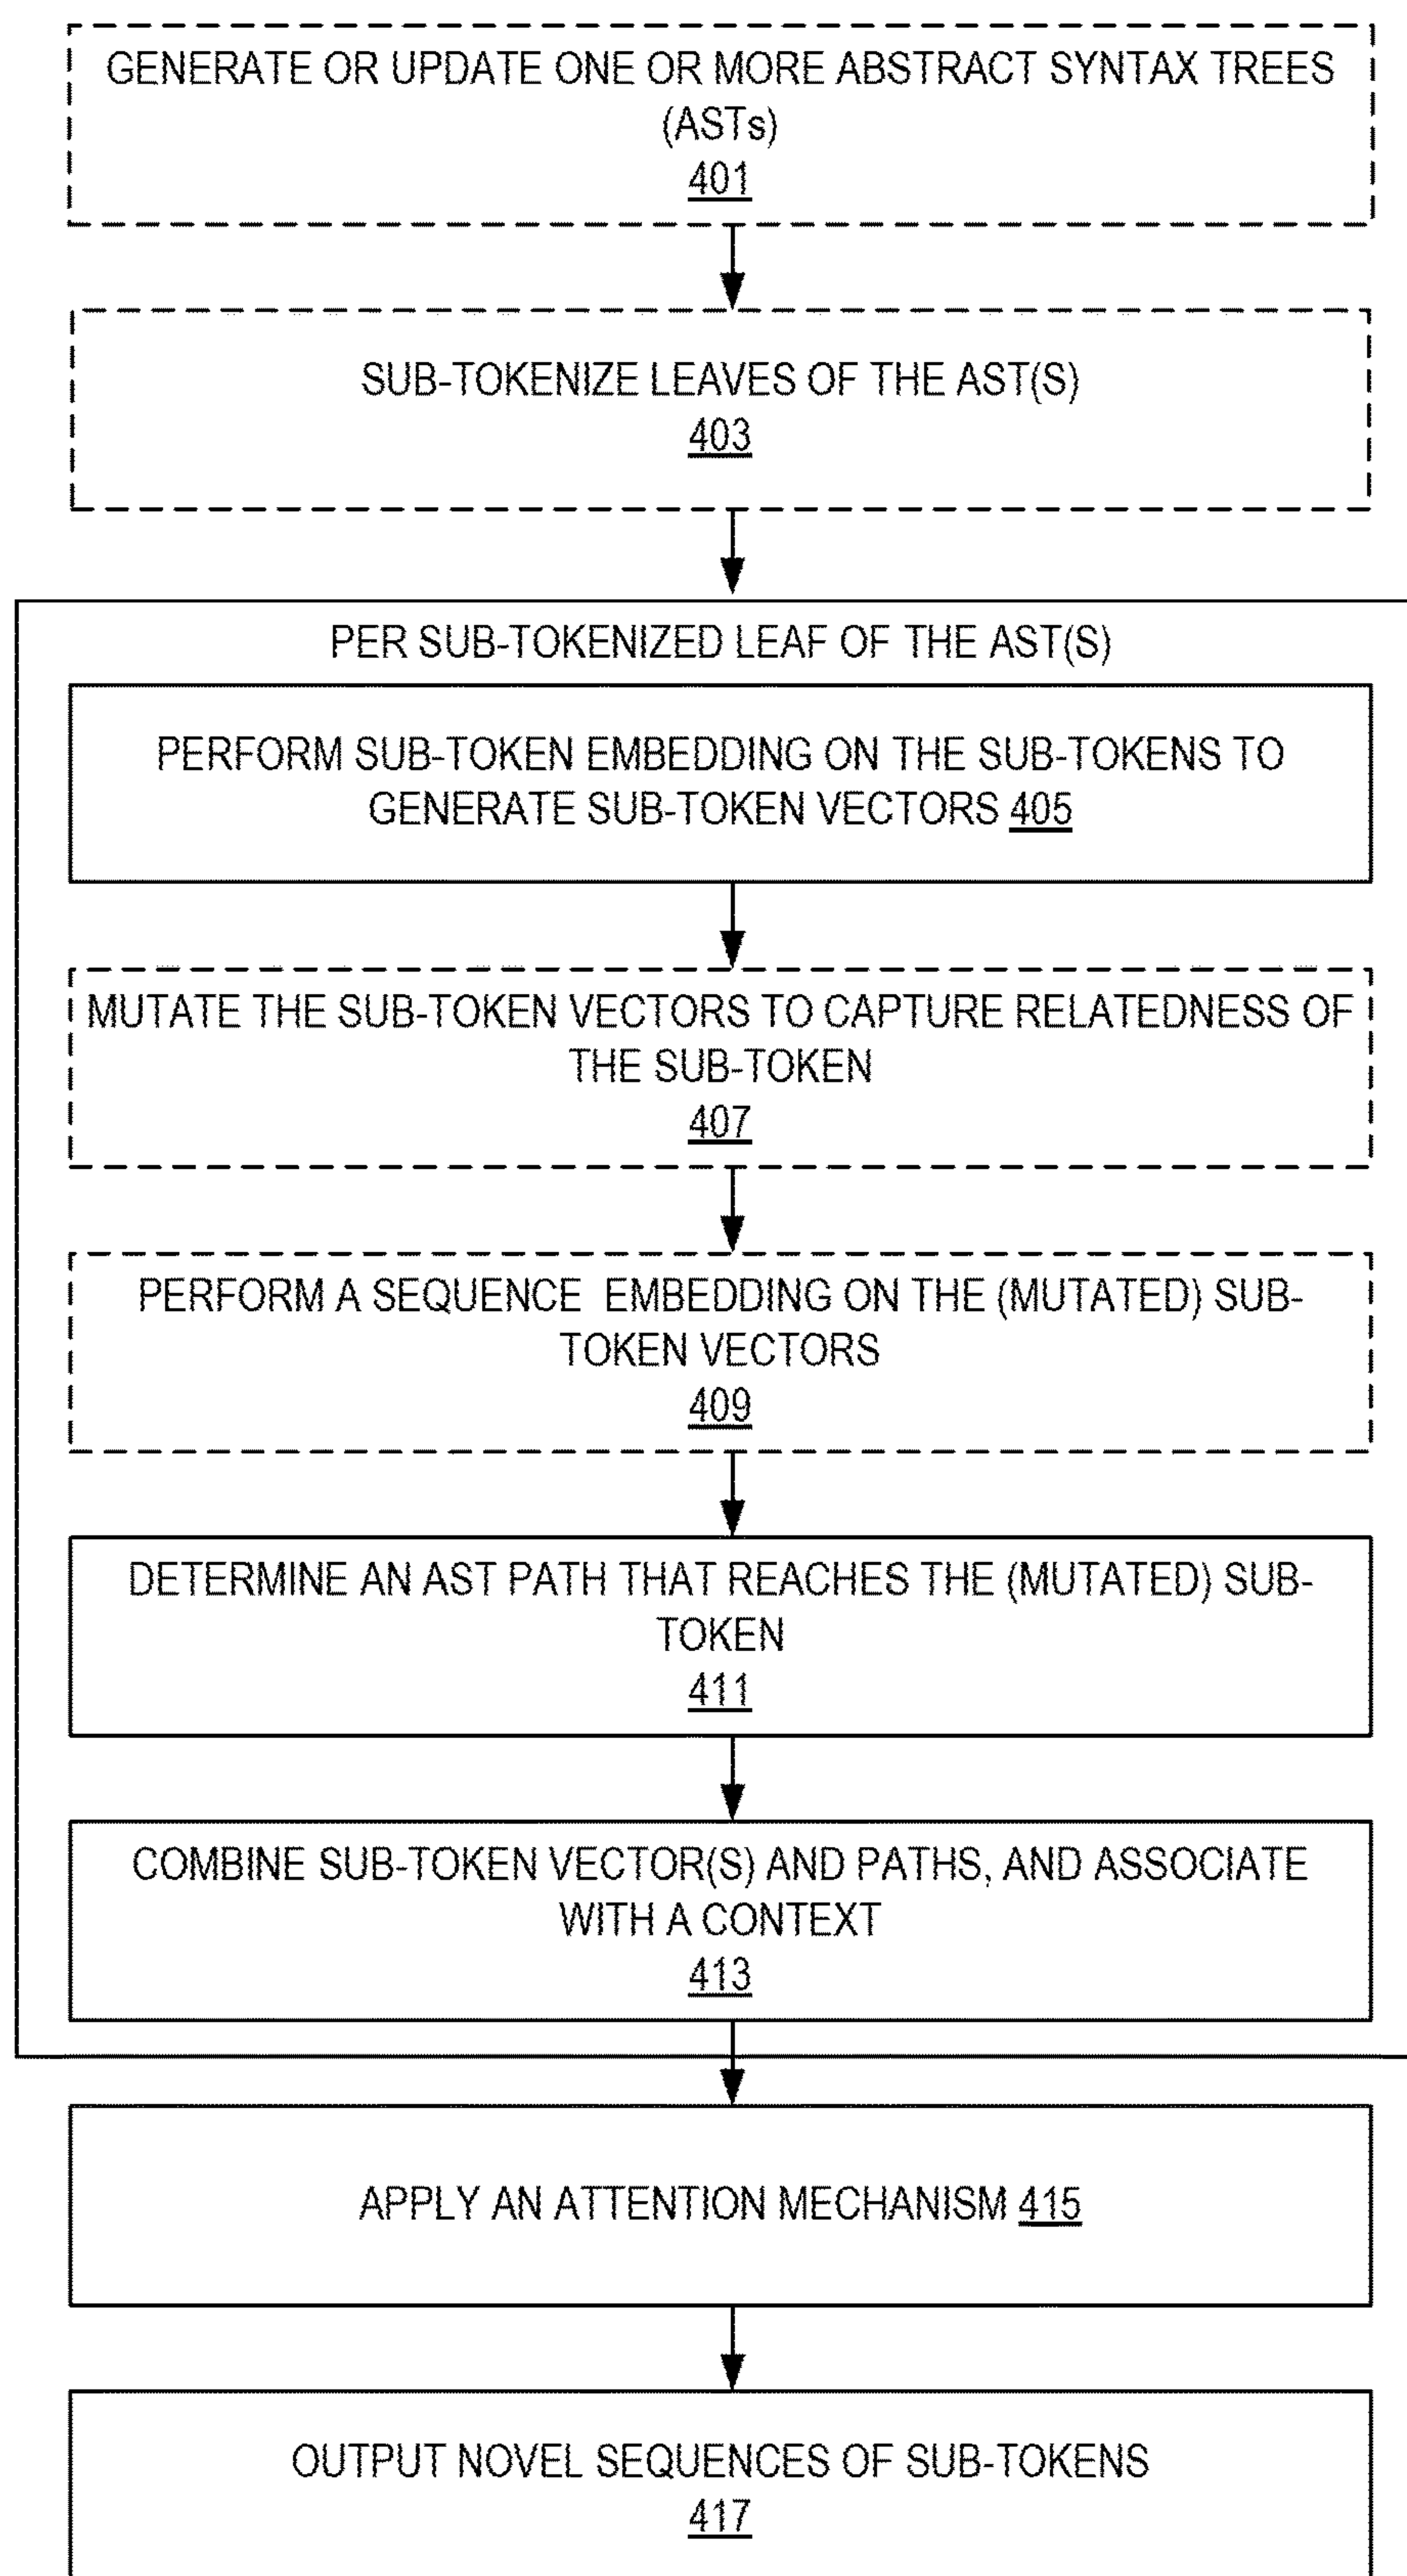 GENERATE OR UPDATE ONE OR MORE ABSTRACT SYNTAX TREES
(ASTs)
401
SUB-TOKENIZE LEAVES OF THE AST(S)
403
PER SUB-TOKENIZED LEAF OF THE AST(S)
PERFORM SUB-TOKEN EMBEDDING ON THE SUB-TOKENS TO
GENERATE SUB-TOKEN VECTORS 405
MUTATE THE SUB-TOKEN VECTORS TO CAPTURE RELATEDNESS OF
THE SUB-TOKEN
407
PERFORM A SEQUENCE EMBEDDING ON THE (MUTATED) SUB-
TOKEN VECTORS
409
DETERMINE AN AST PATH THAT REACHES THE (MUTATED) SUB-
TOKEN
411
COMBINE SUB-TOKEN VECTOR(S) AND PATHS, AND ASSOCIATE
WITH A CONTEXT
413
APPLY AN ATTENTION MECHANISM 415
OUTPUT NOVEL SEQUENCES OF SUB-TOKENS
417